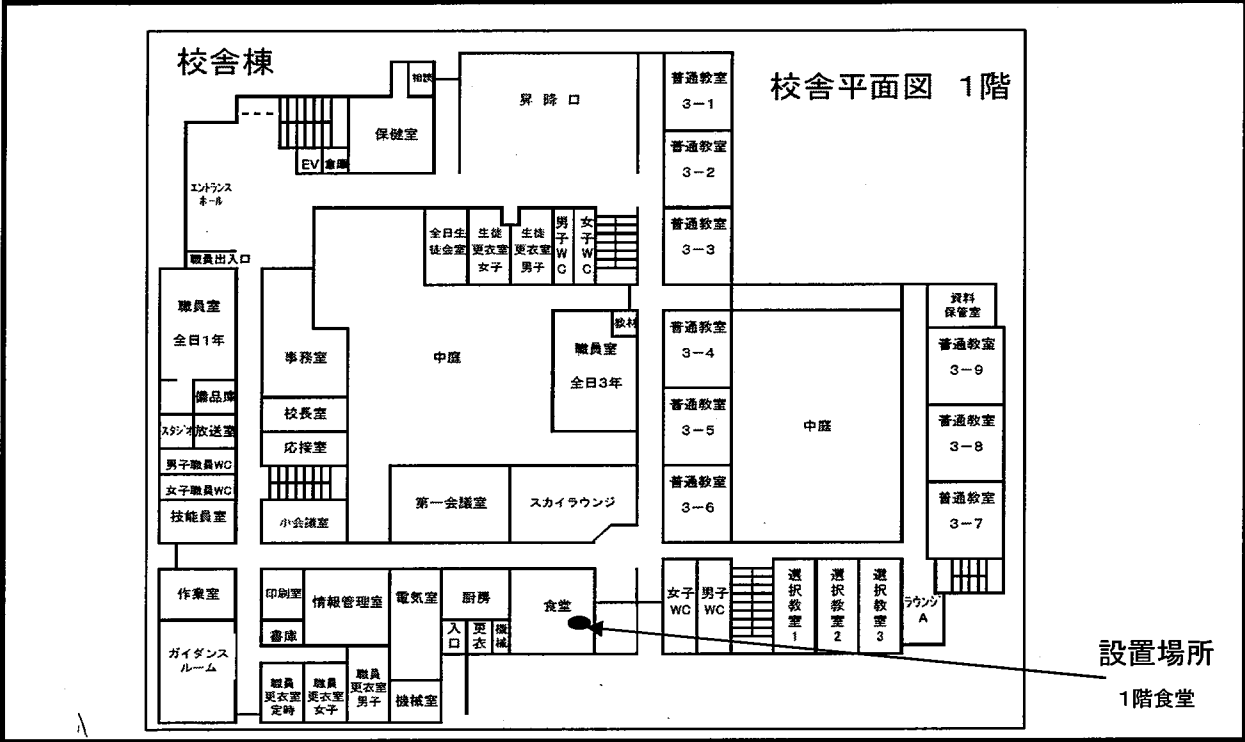 校舎棟
校舎平面図 1階
相談
昇降口
普通教室
3-1
保健室
EV
倉庫
普通教室
3-2
エントランス
ホール
職員出入口
全日生
徒会室
生徒
更衣室
女子
生徒
更衣室
男子
男子WC
女子WC
普通教室
3-3
職員室
全日1年
事務室
中庭
教材
職員室
全日3年
普通教室
3-4
中庭
資料
保管室
普通教室
3-9
備品庫
スタジオ
放送室
校長室
応接室
普通教室
3-5
普通教室
3-8
男子職員WC
女子職員WC
技能員室
小会議室
第一会議室
スカイラウンジ
普通教室
3-6
普通教室
3-7
作業室
印刷室
情報管理室
電気室
厨房
食堂
女子
WC
男子
WC
選択教室1
選択教室2
選択教室3
ラウンジ
A
書庫
入口
更衣
機械
ガイダンス
ルーム
職員
更衣室
定時
職員
更衣室
女子
職員
更衣室
男子
機械室
設置場所
1階食堂